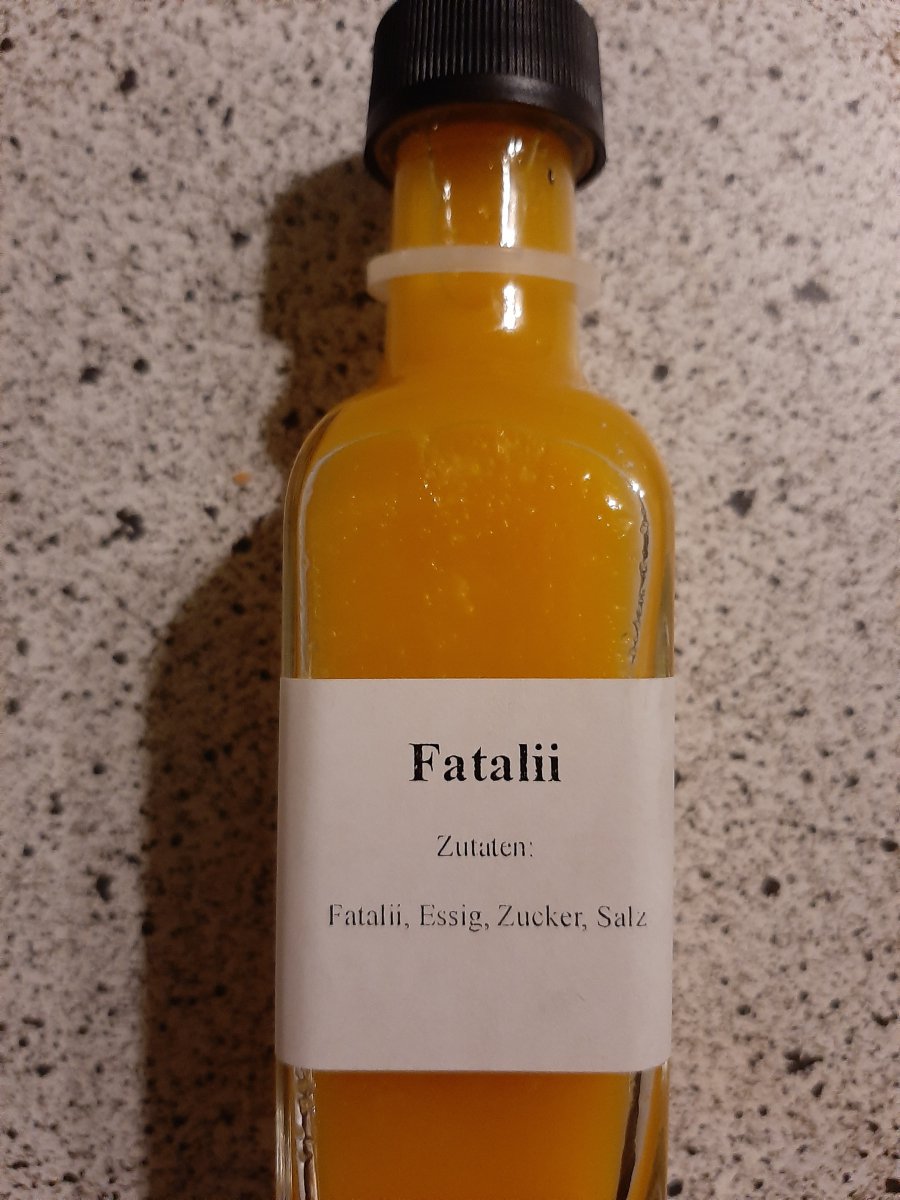 Fatalii
Zutaten:
Fatalii, Essig, Zucker, Salz